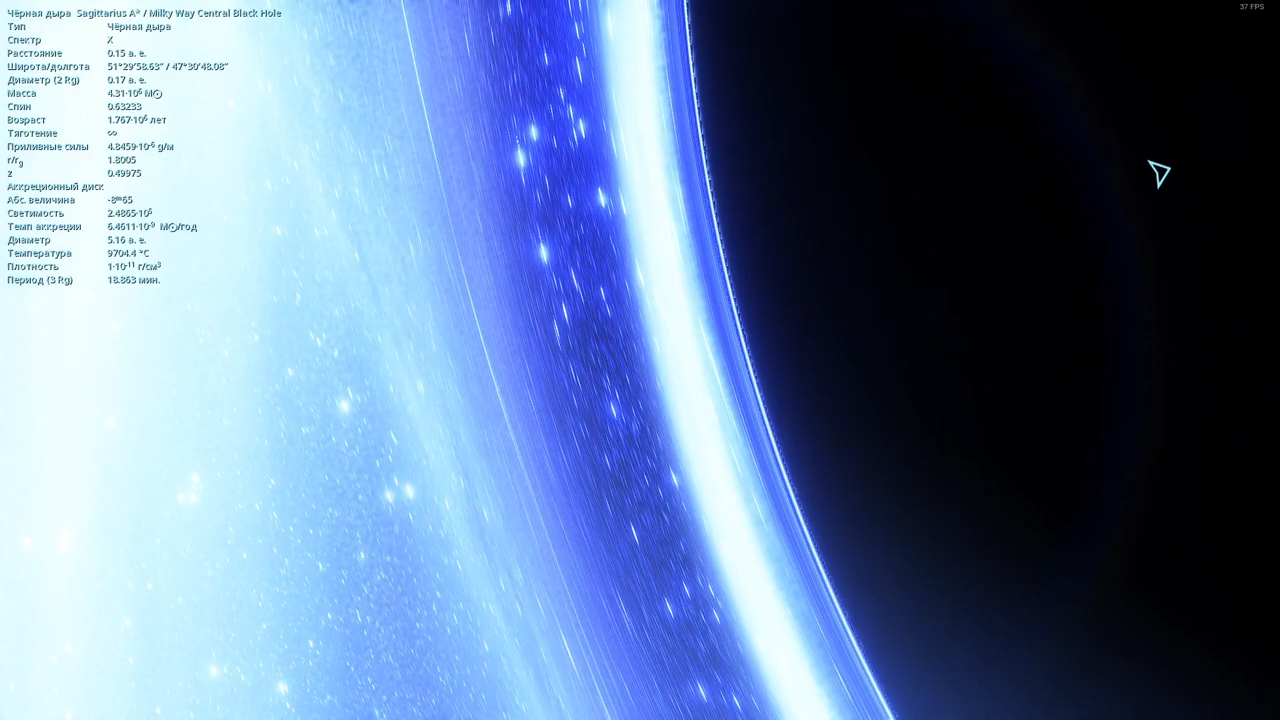 Чёрная дыра Sagittarius A* / Milky Way Central Black Hole
37 FPS
Тип Чёрная дыра
Спектр X
Расстояние 0.15 а. е.
Широта/долгота 51°29′58.63″ / 47°30′48.08″
Диаметр (2 Rg) 0.17 а. е.
Масса 4.31·10⁶ M☉
Спин 0.63233
Возраст 1.767·10⁶ лет
Тяготение ∞
Приливные силы 4.8459·10⁻⁶ g/м
r/rg 1.8005
z 0.49975
Аккреционный диск
Абс. величина -8ᵐ65
Светимость 2.4865·10⁵
Темп аккреции 6.4611·10⁻⁹ M☉/год
Диаметр 5.16 а. е.
Температура 9704.4 °C
Плотность 1·10⁻¹¹ г/см³
Период (3 Rg) 18.863 мин.